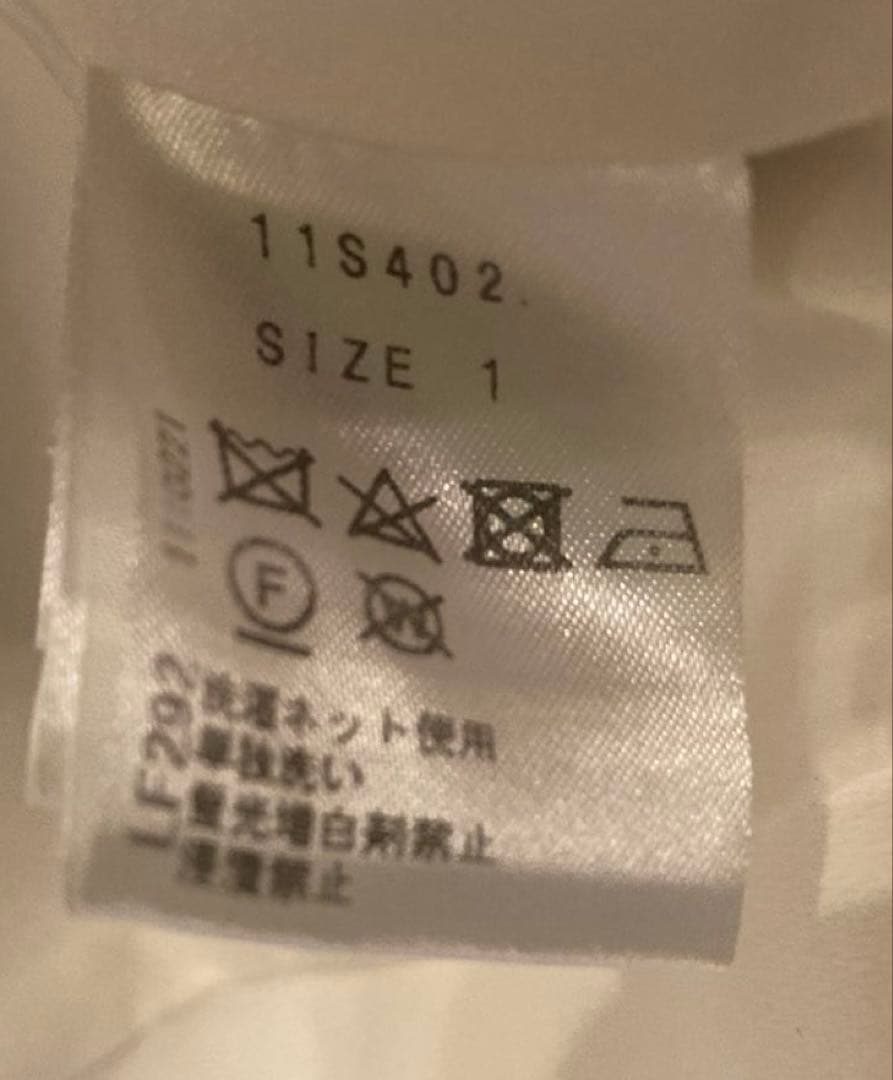 11S402.
SIZE 1
F
W
洗濯ネット使用
単独洗い
蛍光増白剤禁止
浸漬禁止
LF292